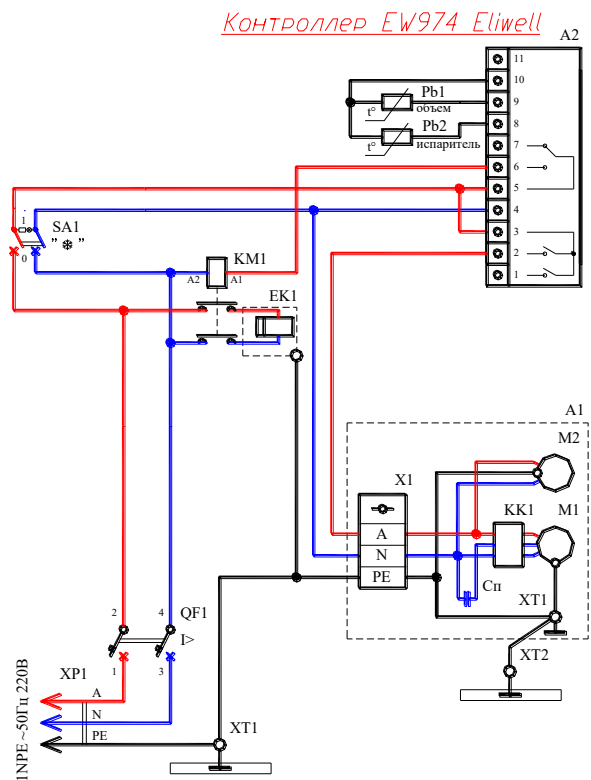 Контроллер EW974 Eliwell
A2
11
10
Pb1
t°
объем
9
Pb2
8
t°
испаритель
7
6
5
1
SA1
4
" ❄ "
3
0
KM1
2
A2
A1
1
EK1
A1
M2
X1
KK1
M1
A
N
PE
Сп
XT1
2
4
QF1
I>
XT2
1
3
XP1
A
N
PE
XT1
1NPE ~50Гц 220В